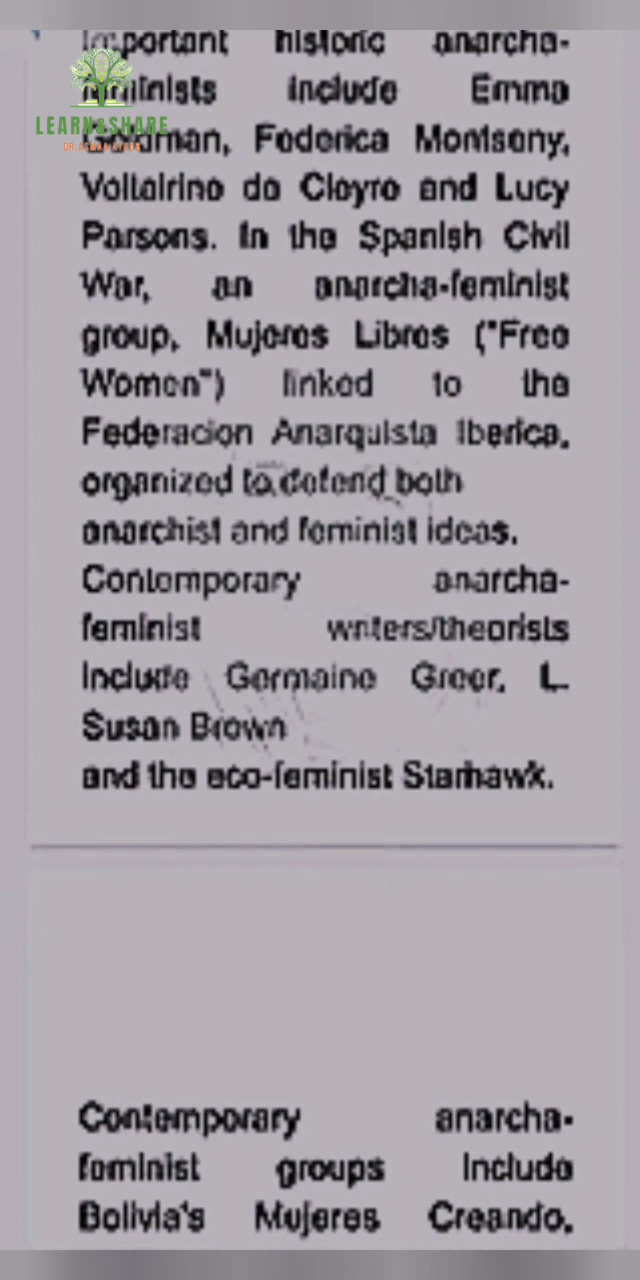 Important historic anarcha-
feminists include Emma
Goldman, Federica Montseny,
Voltairine de Cleyre and Lucy
Parsons. In the Spanish Civil
War, an anarcha-feminist
group, Mujeres Libres ("Free
Women") linked to the
Federacion Anarquista Iberica,
organized to defend both
anarchist and feminist ideas.
Contemporary anarcha-
feminist writers/theorists
include Germaine Greer, L.
Susan Brown
and the eco-feminist Starhawk.
Contemporary anarcha-
feminist groups include
Bolivia's Mujeres Creando,
LEARN&SHARE